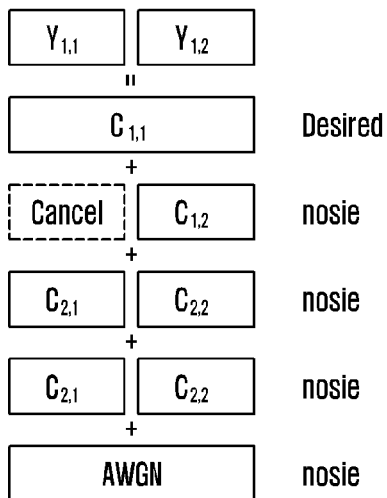 Y1,1 Y1,2
=
C1,1 Desired
+
Cancel C1,2 nosie
+
C2,1 C2,2 nosie
+
C2,1 C2,2 nosie
+
AWGN nosie